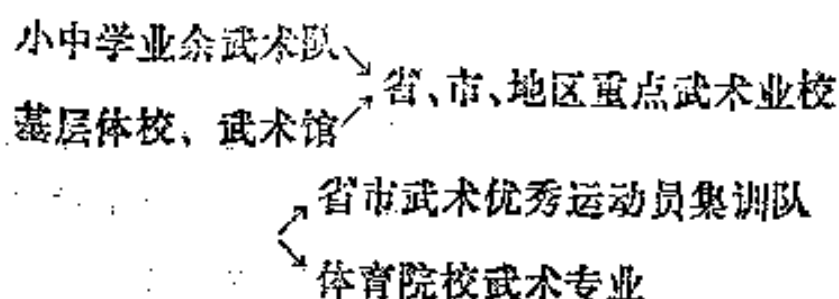 小中学业余武术队
省、市、地区重点武术业校
基层体校、武术馆
省市武术优秀运动员集训队
体育院校武术专业